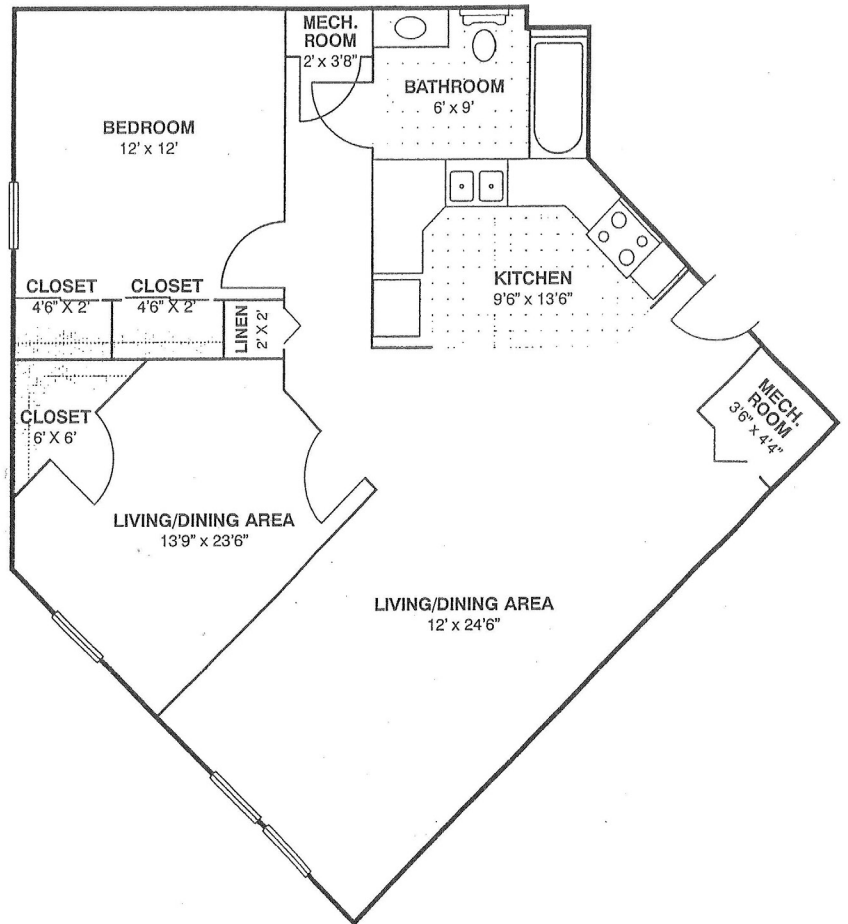 MECH.
ROOM
2' x 3'8"
BATHROOM
6' x 9'
BEDROOM
12' x 12'
KITCHEN
9'6" x 13'6"
CLOSET
4'6" X 2'
CLOSET
4'6" X 2'
LINEN
2' X 2'
MECH.
ROOM
3'6" X 4'4"
CLOSET
6' X 6'
LIVING/DINING AREA
13'9" x 23'6"
LIVING/DINING AREA
12' x 24'6"